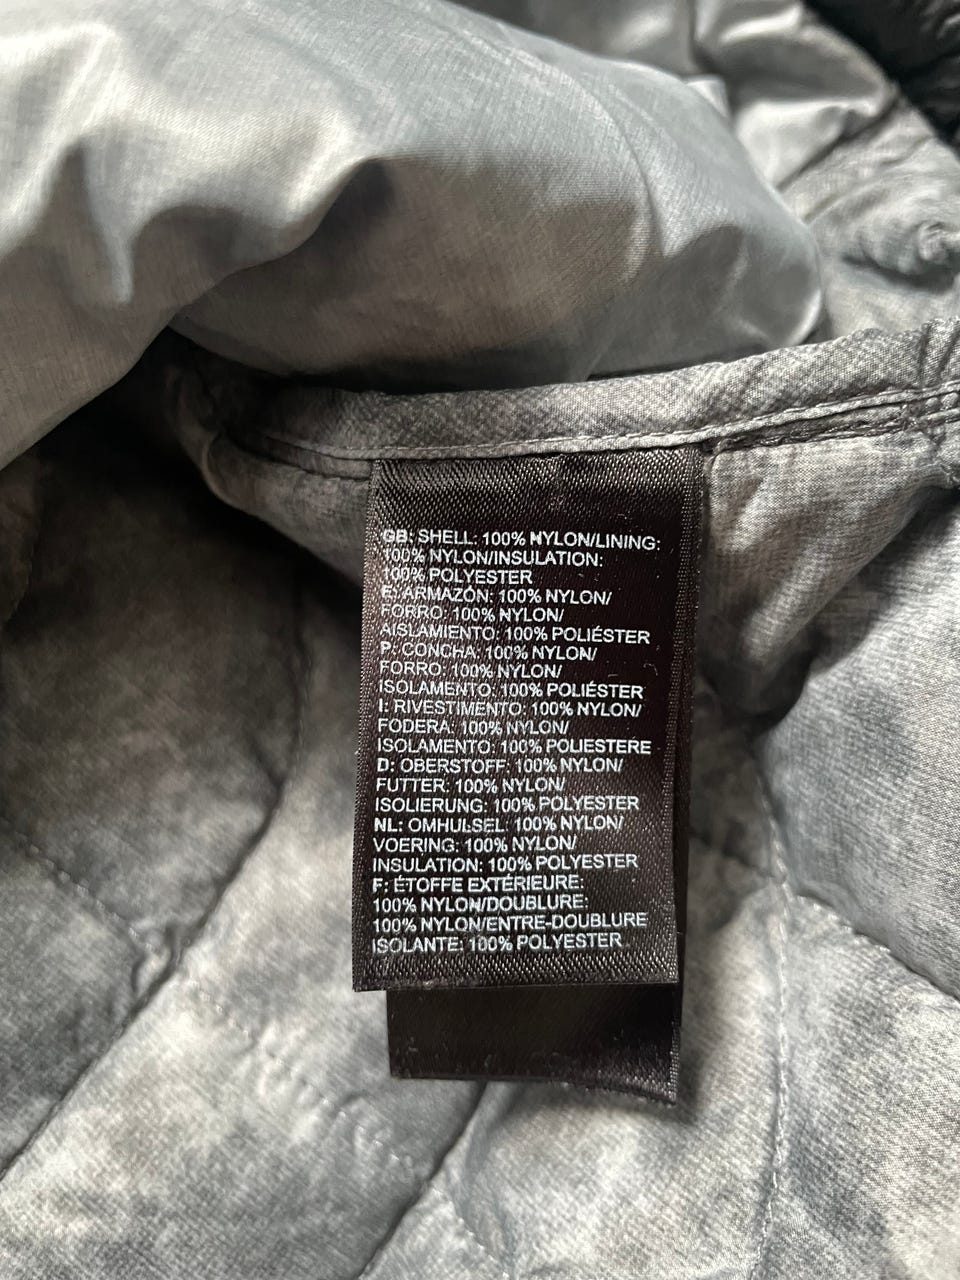 GB: SHELL: 100% NYLON/LINING:
100% NYLON/INSULATION:
100% POLYESTER
E: ARMAZÓN: 100% NYLON/
FORRO: 100% NYLON/
AISLAMIENTO: 100% POLIÉSTER
P: CONCHA: 100% NYLON/
FORRO: 100% NYLON/
ISOLAMENTO: 100% POLIÉSTER
I: RIVESTIMENTO: 100% NYLON/
FODERA: 100% NYLON/
ISOLAMENTO: 100% POLIESTERE
D: OBERSTOFF: 100% NYLON/
FUTTER: 100% NYLON/
ISOLIERUNG: 100% POLYESTER
NL: OMHULSEL: 100% NYLON/
VOERING: 100% NYLON/
INSULATION: 100% POLYESTER
F: ÉTOFFE EXTÉRIEURE:
100% NYLON/DOUBLURE:
100% NYLON/ENTRE-DOUBLURE
ISOLANTE: 100% POLYESTER